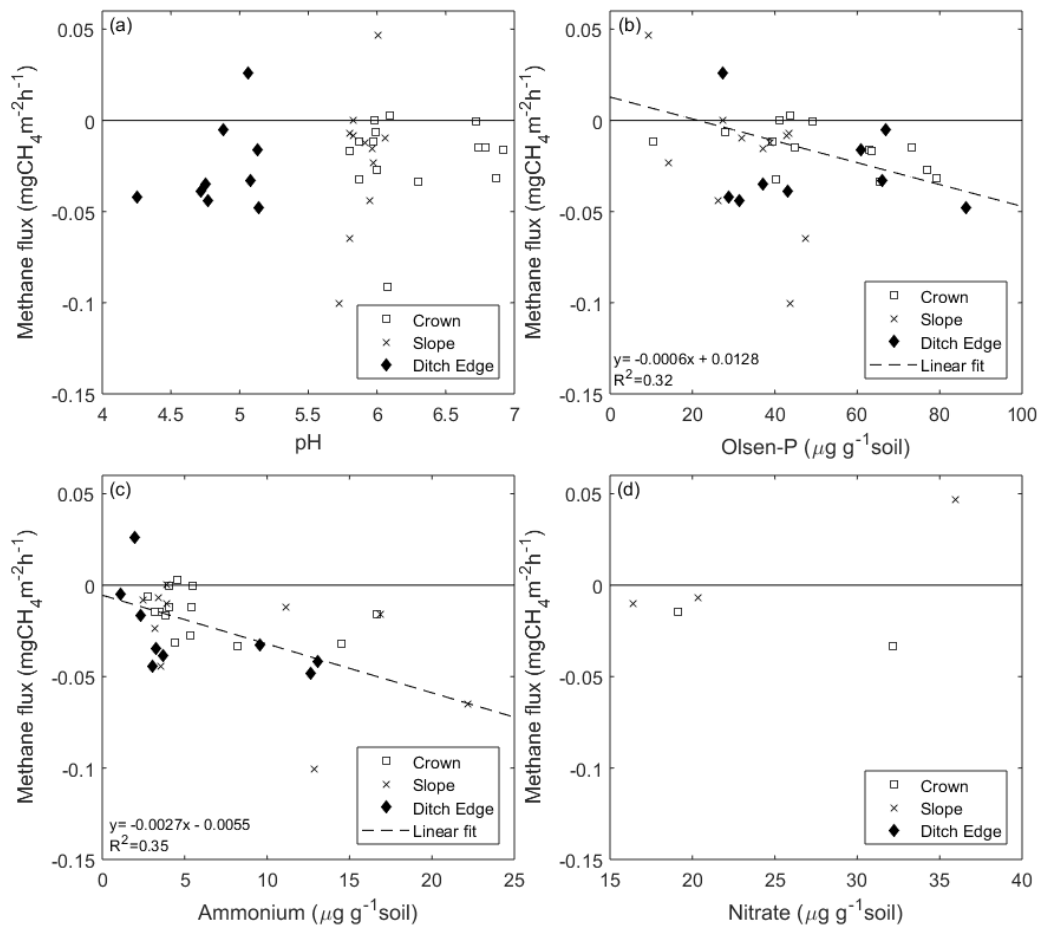 (a)
0.05
0
-0.05
-0.1
-0.15
Methane flux (mgCH₄m⁻²h⁻¹)
Crown
Slope
Ditch Edge
4 4.5 5 5.5 6 6.5 7
pH
(b)
0.05
0
-0.05
-0.1
-0.15
Methane flux (mgCH₄m⁻²h⁻¹)
Crown
Slope
Ditch Edge
Linear fit
y= -0.0006x + 0.0128
R²=0.32
0 20 40 60 80 100
Olsen-P (μg g⁻¹soil)
(c)
0.05
0
-0.05
-0.1
-0.15
Methane flux (mgCH₄m⁻²h⁻¹)
Crown
Slope
Ditch Edge
Linear fit
y= -0.0027x - 0.0055
R²=0.35
0 5 10 15 20 25
Ammonium (μg g⁻¹soil)
(d)
0.05
0
-0.05
-0.1
-0.15
Methane flux (mgCH₄m⁻²h⁻¹)
Crown
Slope
Ditch Edge
15 20 25 30 35 40
Nitrate (μg g⁻¹soil)